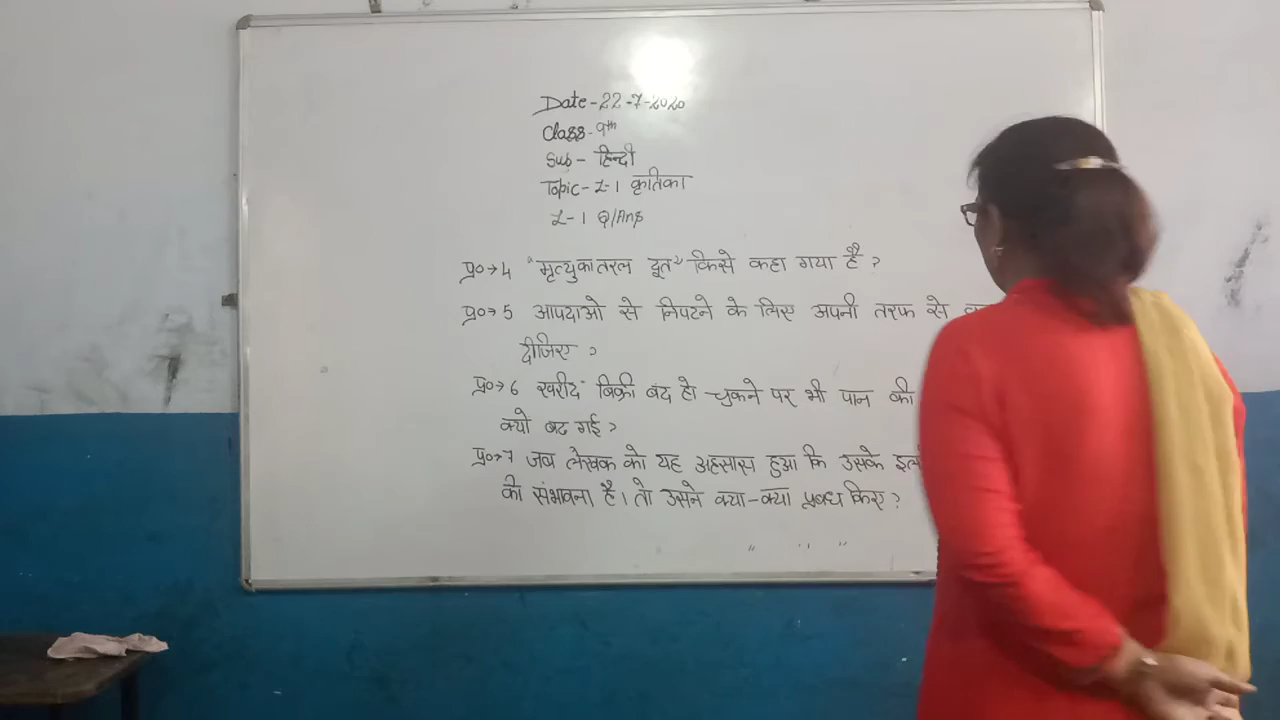 Date-22-7-2020
Class-9th
Sub- हिन्दी
Topic-L-1 कृतिका
L-1 Q/Ans
प्र०→4 "मृत्यु का तरल दूत" किसे कहा गया है ?
प्र०→5 आपदाओ से निपटने के लिए अपनी तरफ से
दीजिए ?
प्र०→6 खरीद- बिक्री बंद हो चुकने पर भी पान की
क्यो बढ गई ?
प्र०→7 जब लेखक को यह अहसास हुआ कि उसके
की संभावना है। तो उसने क्या-क्या प्रबध किए ?